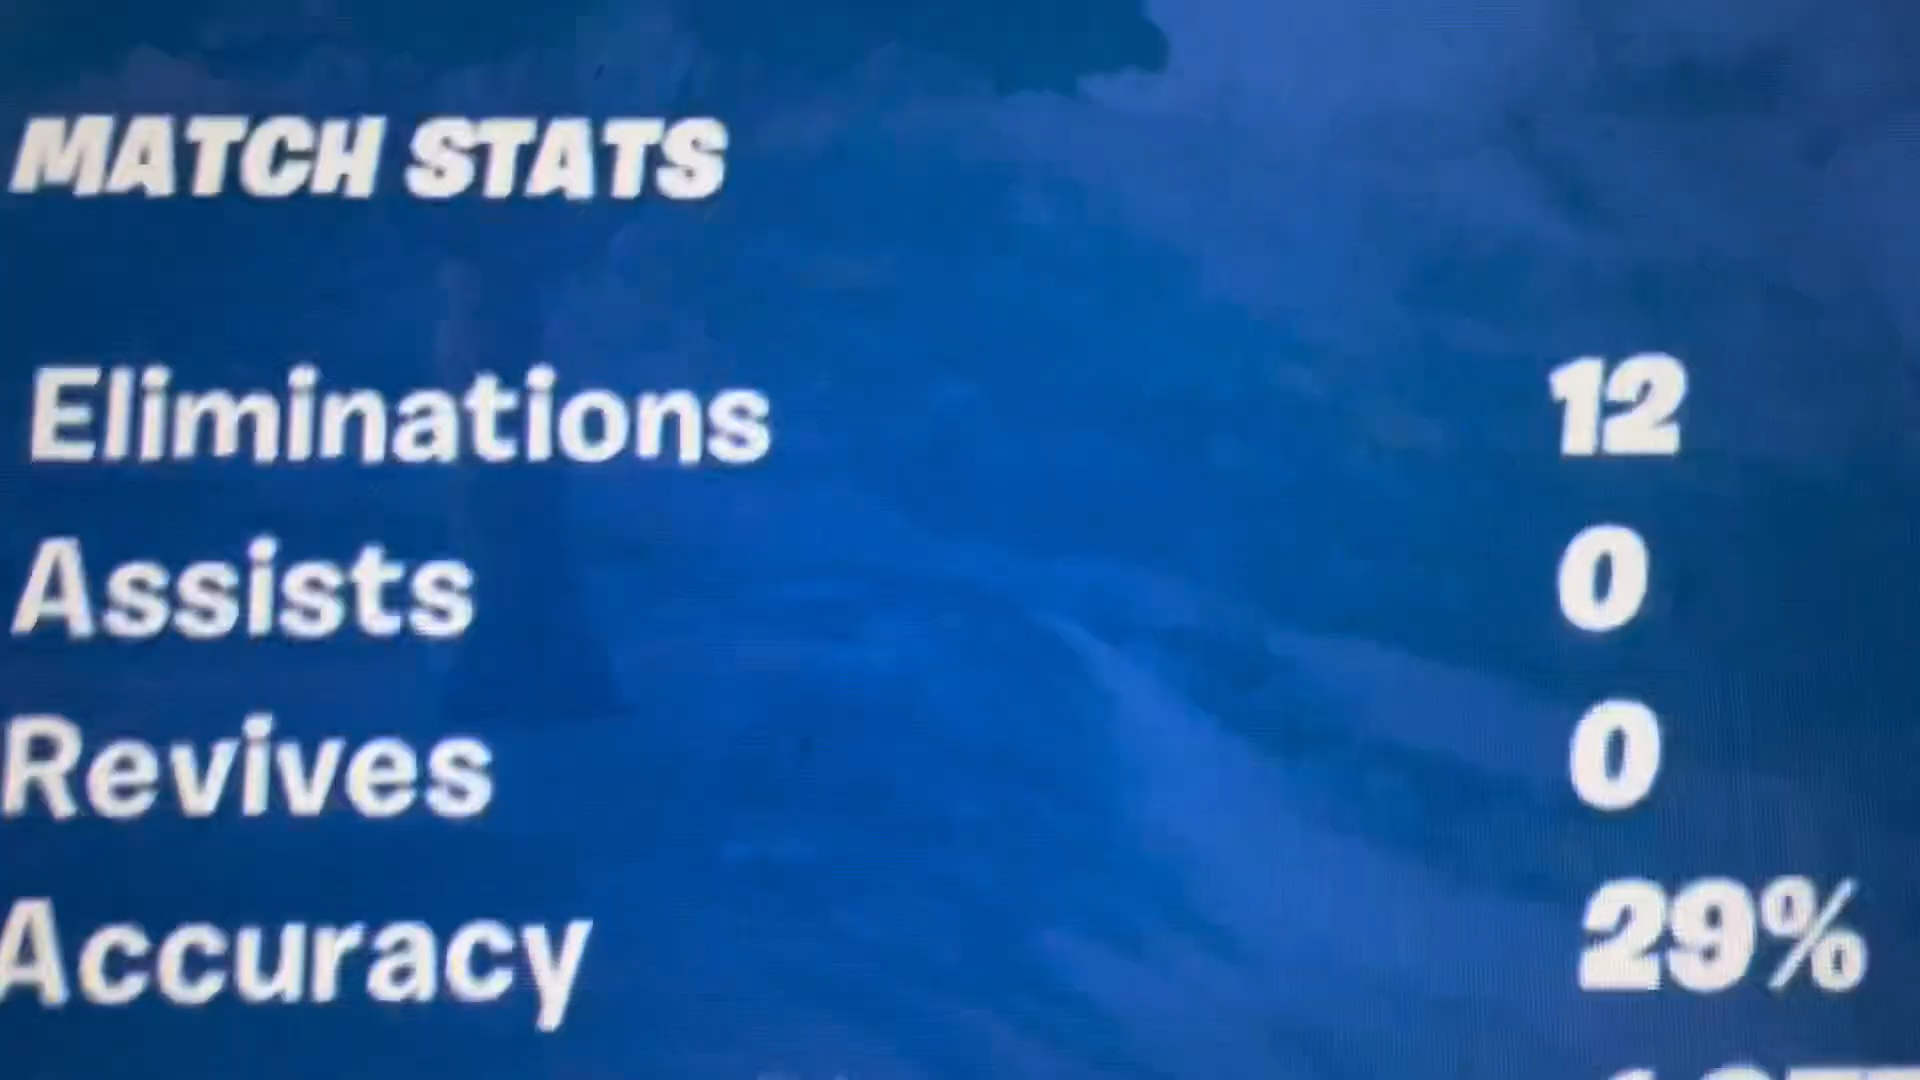 MATCH STATS
Eliminations 12
Assists 0
Revives 0
Accuracy 29%